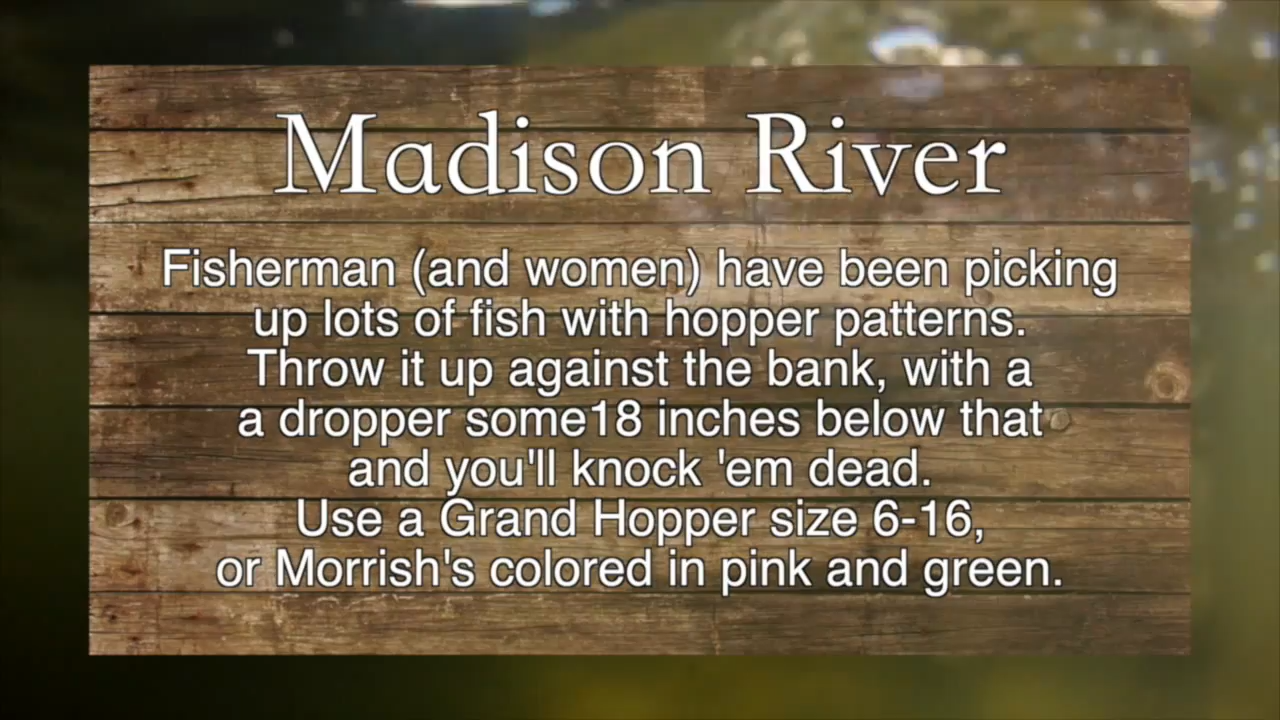 Madison River
Fisherman (and women) have been picking
up lots of fish with hopper patterns.
Throw it up against the bank, with a
a dropper some18 inches below that
and you'll knock 'em dead.
Use a Grand Hopper size 6-16,
or Morrish's colored in pink and green.